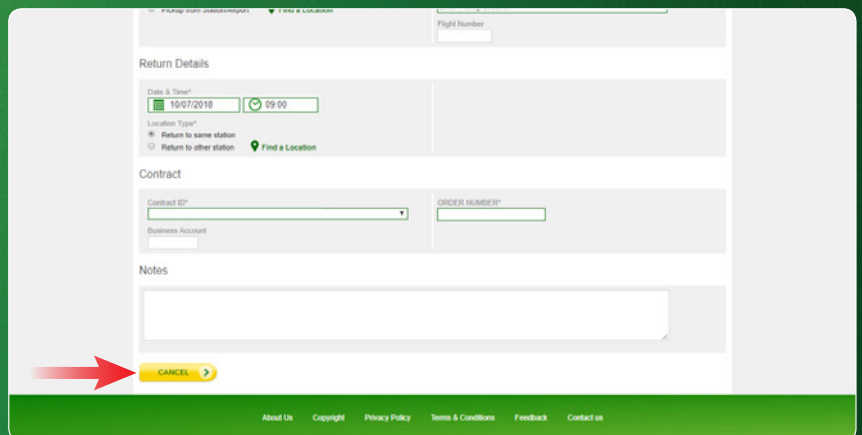 Pickup from Station/Airport Find a Location
Flight Number
Return Details
Date & Time*
10/07/2018 09:00
Location Type*
Return to same station
Return to other station Find a Location
Contract
Contract ID* ORDER NUMBER*
Business Account
Notes
CANCEL
About Us Copyright Privacy Policy Terms & Conditions Feedback Contact us